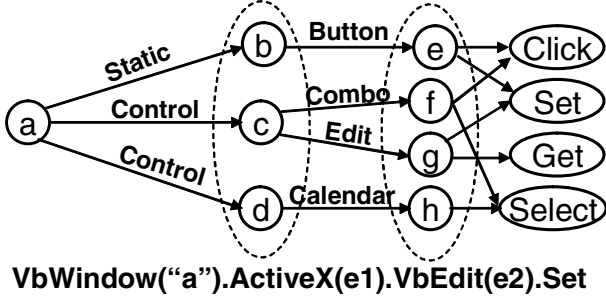 b
Button
e
Click
Static
Combo
f
Set
a
Control
c
Edit
g
Get
Control
d
Calendar
h
Select
VbWindow(“a”).ActiveX(e1).VbEdit(e2).Set